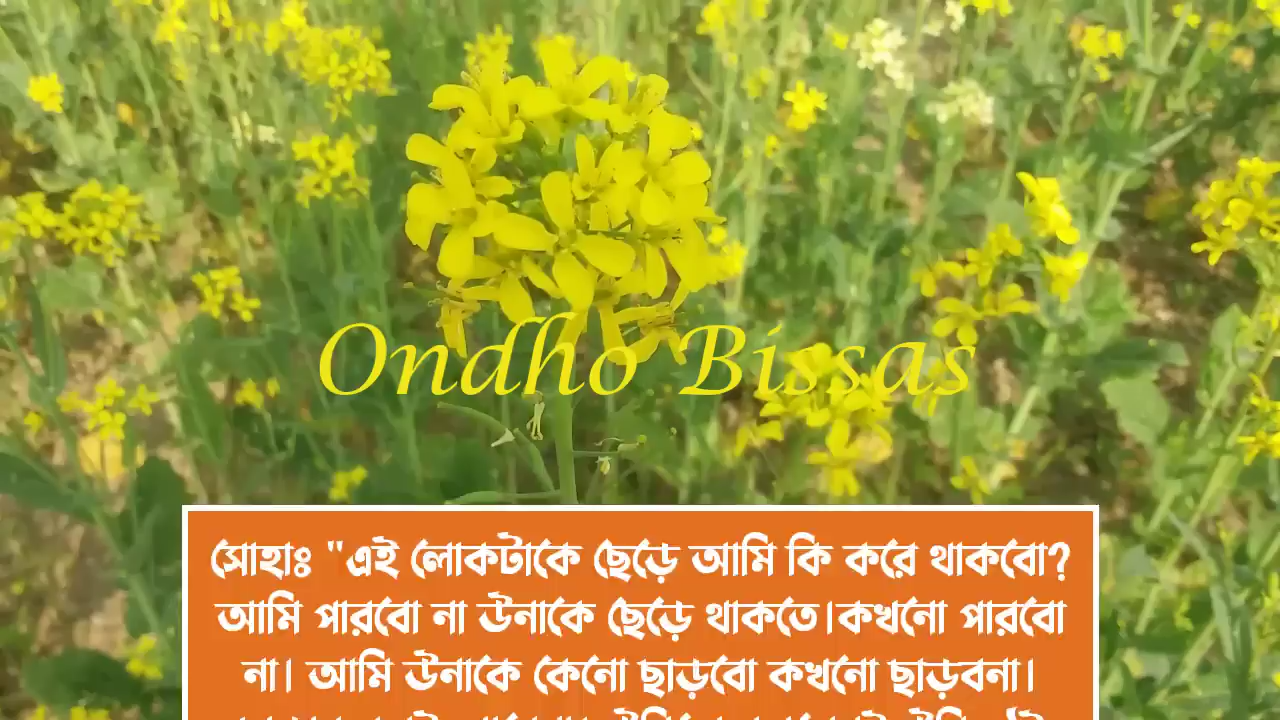 Ondho Bissas
সোহাঃ "এই লোকটাকে ছেড়ে আমি কি করে থাকবো?
আমি পারবো না উনাকে ছেড়ে থাকতে।কখনো পারবো
না। আমি উনাকে কেনো ছাড়বো কখনো ছাড়বনা।